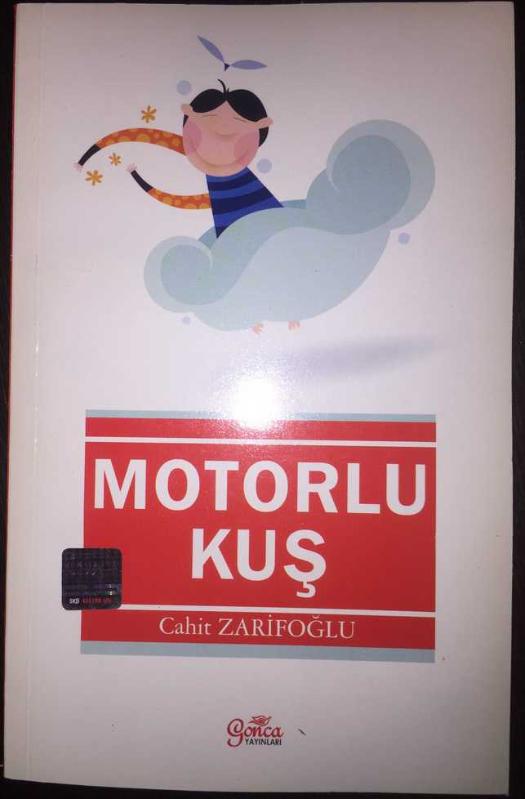 MOTORLU
KUŞ
Cahit ZARİFOĞLU
Gonca
YAYINLARI